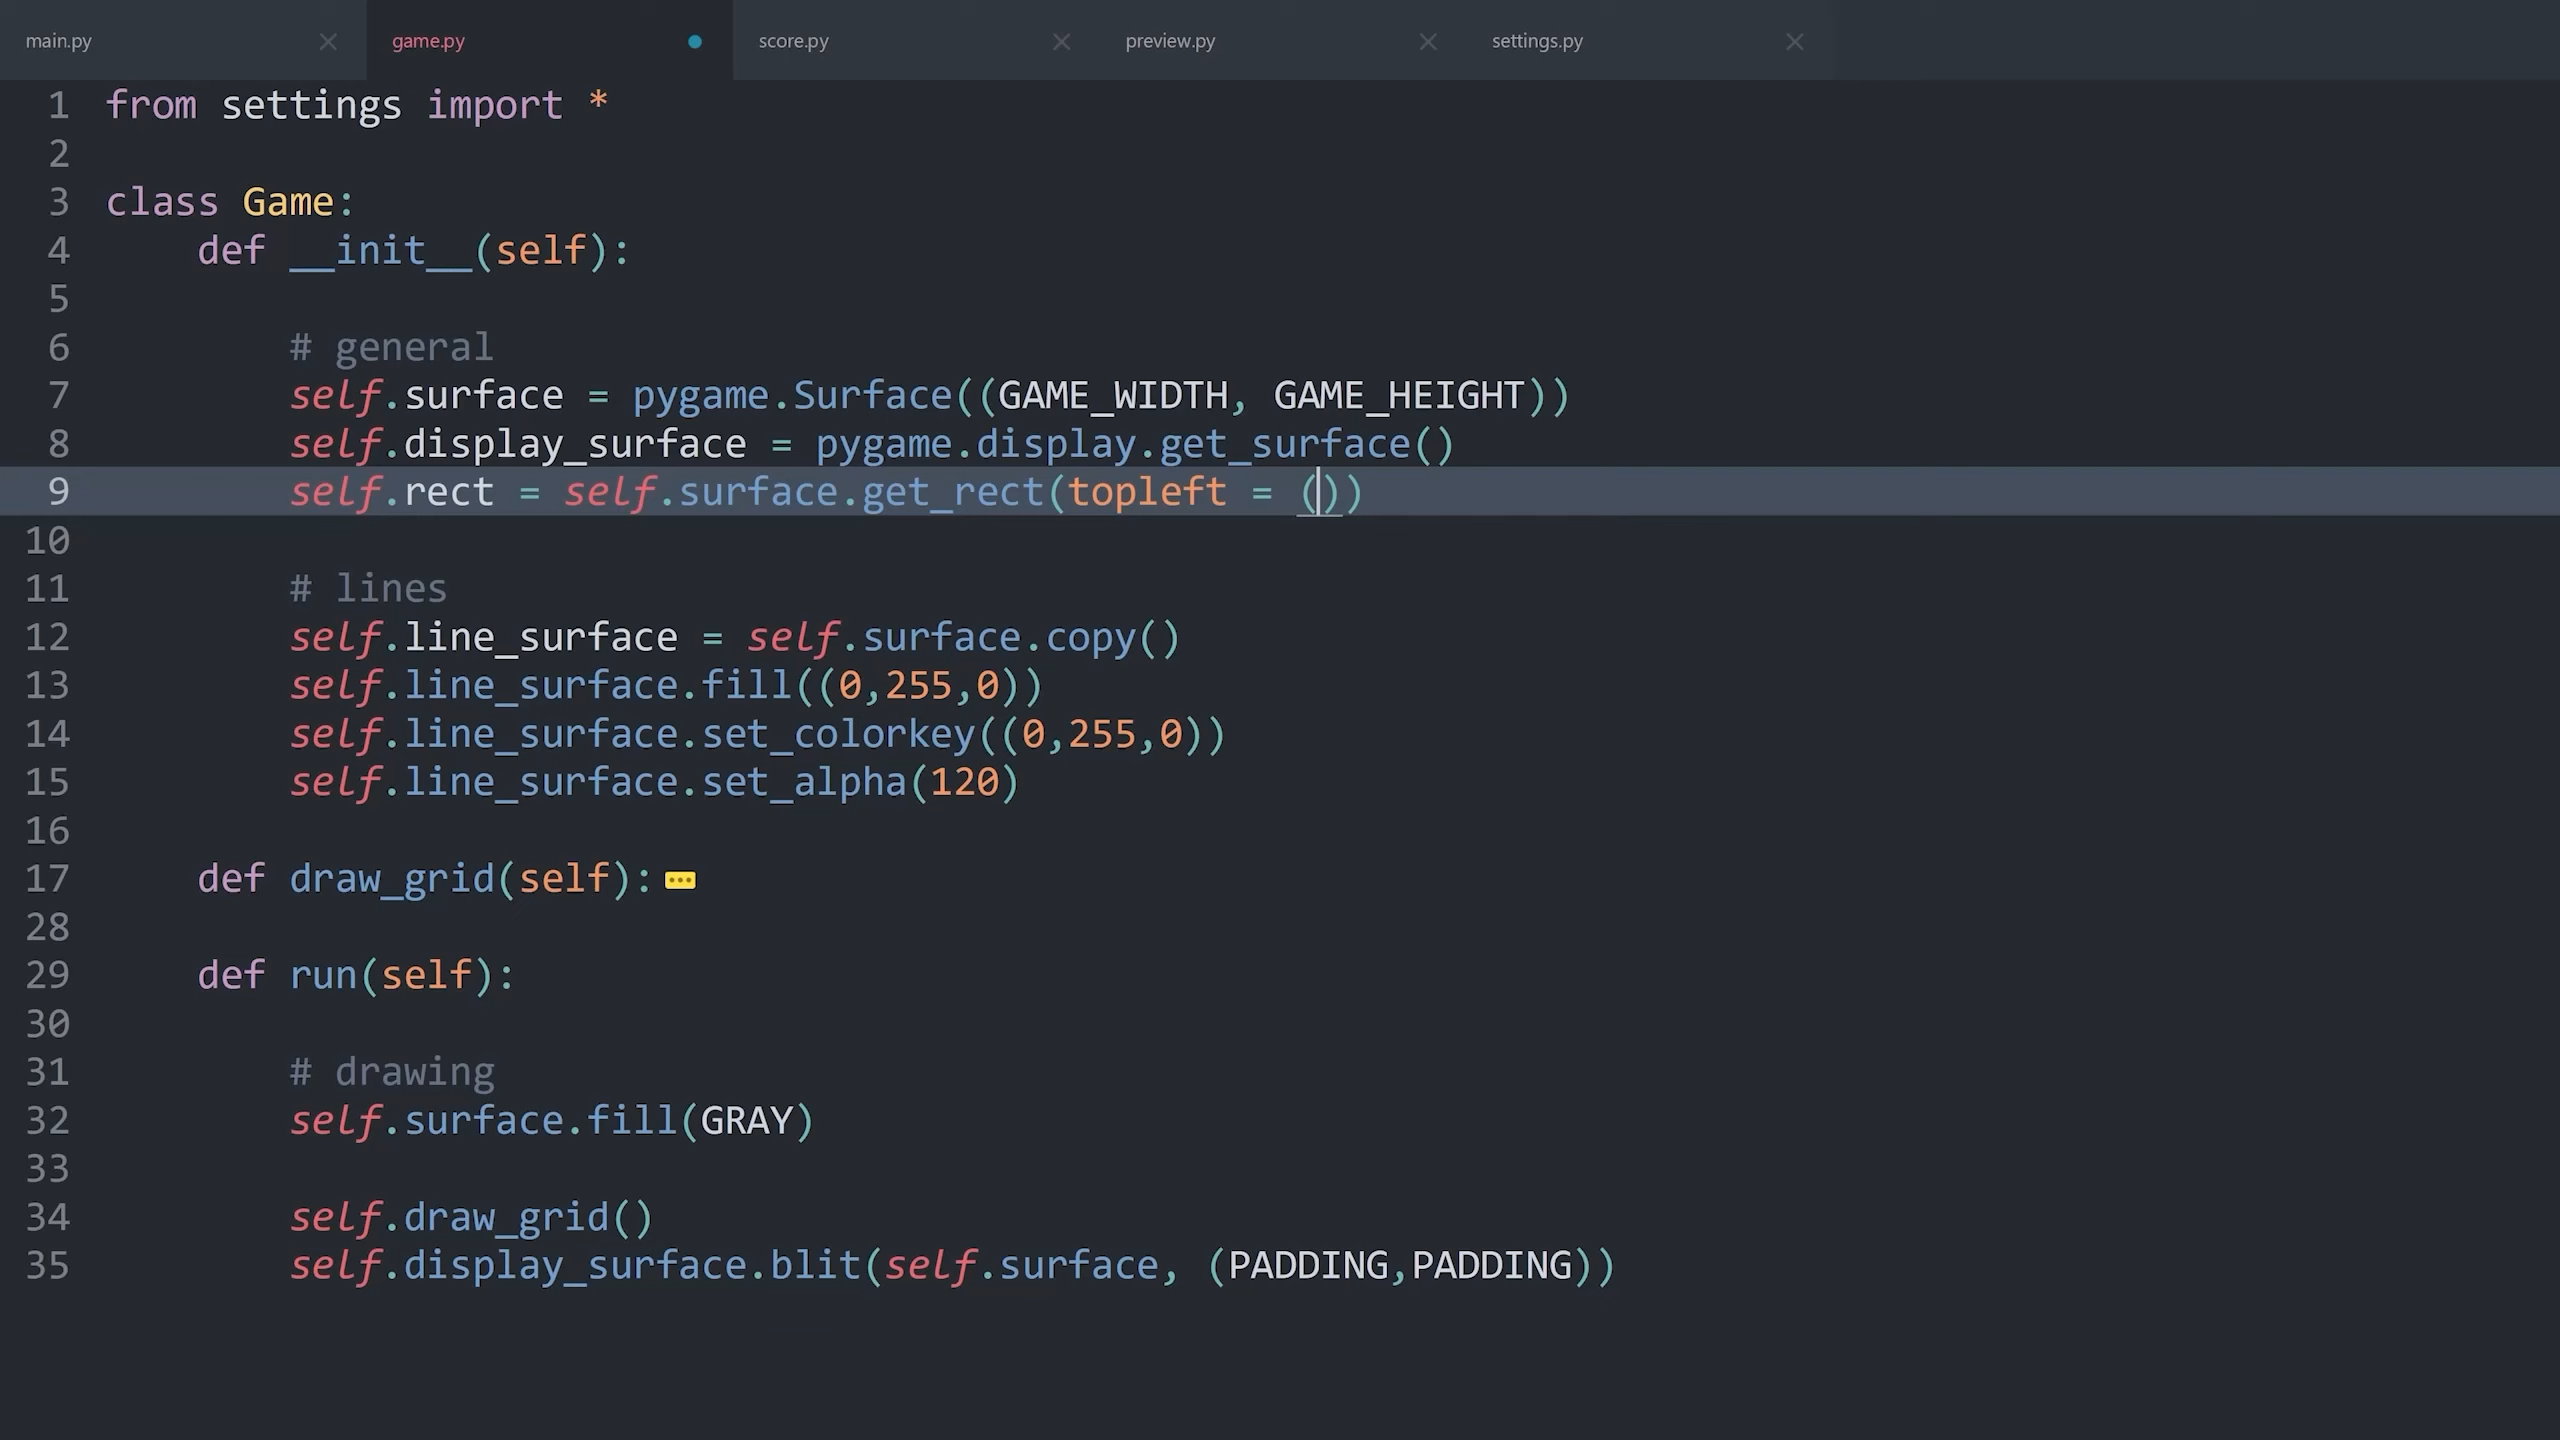 main.py
game.py
score.py
preview.py
settings.py
1 from settings import *
2
3 class Game:
4     def __init__(self):
5
6         # general
7         self.surface = pygame.Surface((GAME_WIDTH, GAME_HEIGHT))
8         self.display_surface = pygame.display.get_surface()
9         self.rect = self.surface.get_rect(topleft = ())
10
11         # lines
12         self.line_surface = self.surface.copy()
13         self.line_surface.fill((0,255,0))
14         self.line_surface.set_colorkey((0,255,0))
15         self.line_surface.set_alpha(120)
16
17     def draw_grid(self):
28
29     def run(self):
30
31         # drawing
32         self.surface.fill(GRAY)
33
34         self.draw_grid()
35         self.display_surface.blit(self.surface, (PADDING,PADDING))